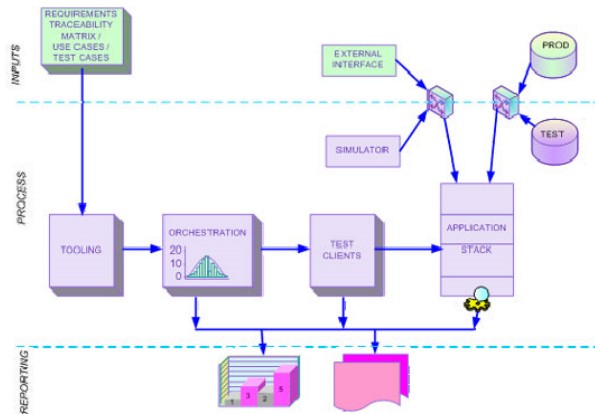 INPUTS
REQUIREMENTS
TRACEABILITY
MATRIX /
USE CASES /
TEST CASES
EXTERNAL
INTERFACE
PROD
TEST
SIMULATOR
PROCESS
TOOLING
ORCHESTRATION
20
10
0
TEST
CLIENTS
APPLICATION
STACK
REPORTING
1
3
2
5